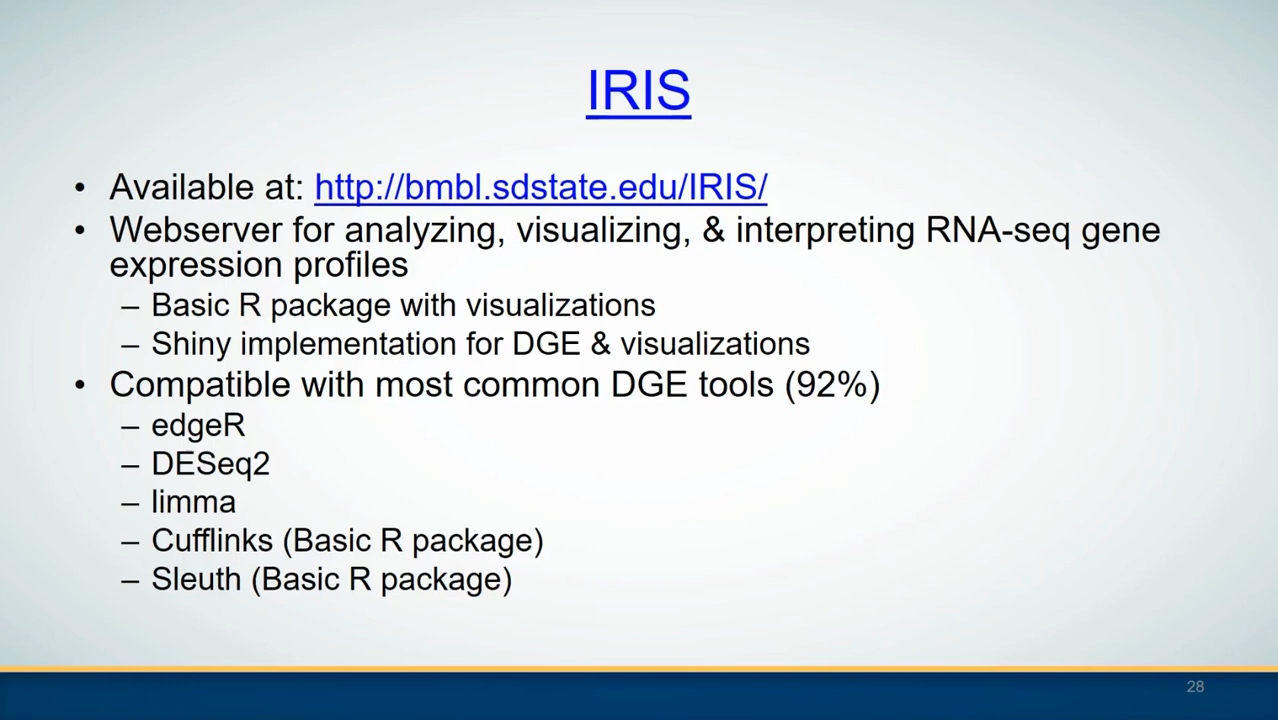 IRIS
• Available at: http://bmbl.sdstate.edu/IRIS/
• Webserver for analyzing, visualizing, & interpreting RNA-seq gene
expression profiles
– Basic R package with visualizations
– Shiny implementation for DGE & visualizations
• Compatible with most common DGE tools (92%)
– edgeR
– DESeq2
– limma
– Cufflinks (Basic R package)
– Sleuth (Basic R package)
28